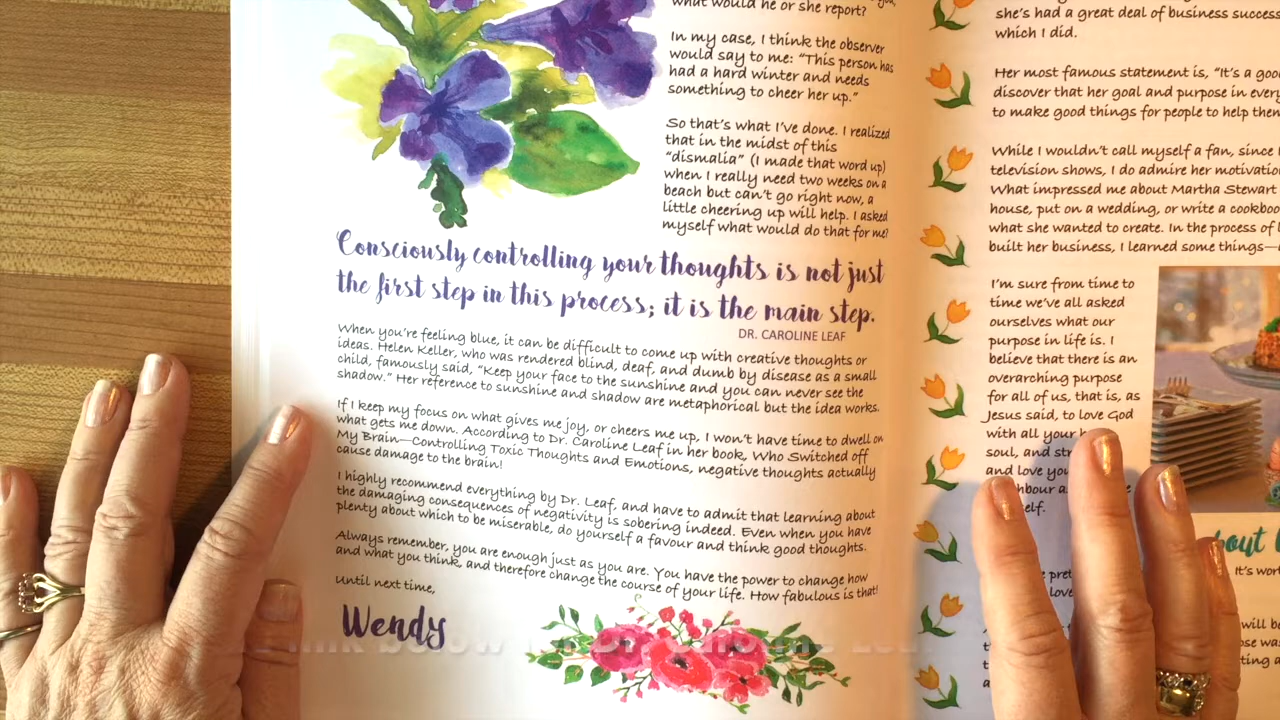 what would he or she report?
In my case, I think the observer
would say to me: “This person has
had a hard winter and needs
something to cheer her up.”
So that’s what I’ve done. I realized
that in the midst of this
“dismalia” (I made that word up)
when I really need two weeks on a
beach but can’t go right now, a
little cheering up will help. I asked
myself what would do that for me?
Consciously controlling your thoughts is not just
the first step in this process; it is the main step.
DR. CAROLINE LEAF
When you’re feeling blue, it can be difficult to come up with creative thoughts or
ideas. Helen Keller, who was rendered blind, deaf, and dumb by disease as a small
child, famously said, “Keep your face to the sunshine and you can never see the
shadow.” Her reference to sunshine and shadow are metaphorical but the idea works.
If I keep my focus on what gives me joy, or cheers me up, I won’t have time to dwell on
what gets me down. According to Dr. Caroline Leaf in her book, Who Switched off
My Brain—Controlling Toxic Thoughts and Emotions, negative thoughts actually
cause damage to the brain!
I highly recommend everything by Dr. Leaf, and have to admit that learning about
the damaging consequences of negativity is sobering indeed. Even when you have
plenty about which to be miserable, do yourself a favour and think good thoughts.
Always remember, you are enough just as you are. You have the power to change how
and what you think, and therefore change the course of your life. How fabulous is that!
Until next time,
Wendy
link below for Dr. Caroline Leaf
she’s had a great deal of business success
which I did.
Her most famous statement is, “It’s a goo
discover that her goal and purpose in every
to make good things for people to help them
While I wouldn’t call myself a fan, since I
television shows, I do admire her motivatio
What impressed me about Martha Stewart
house, put on a wedding, or write a cookboo
what she wanted to create. In the process of
built her business, I learned some things—
I’m sure from time to
time we’ve all asked
ourselves what our
purpose in life is. I
believe that there is an
overarching purpose
for all of us, that is, as
Jesus said, to love God
with all your
soul, and
and love
bout
It’s wor